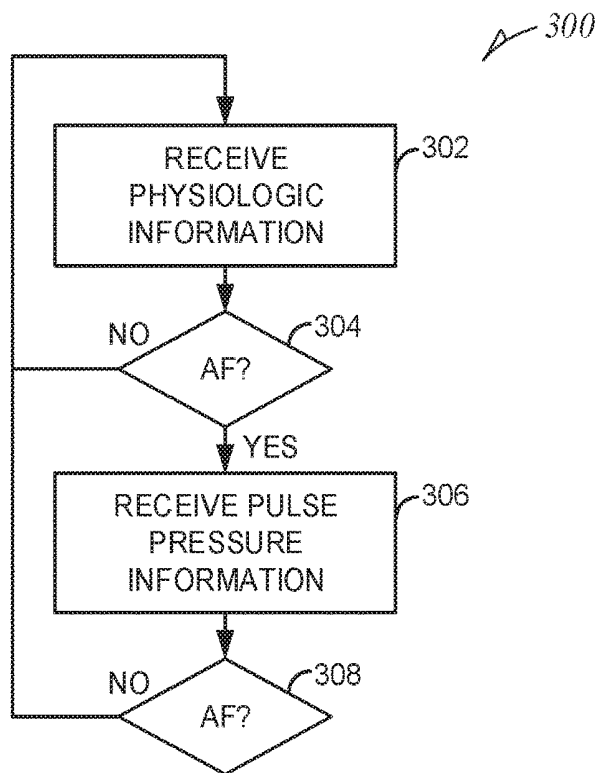 300
RECEIVE
PHYSIOLOGIC
INFORMATION
302
NO
304
AF?
YES
RECEIVE PULSE
PRESSURE
INFORMATION
306
NO
308
AF?